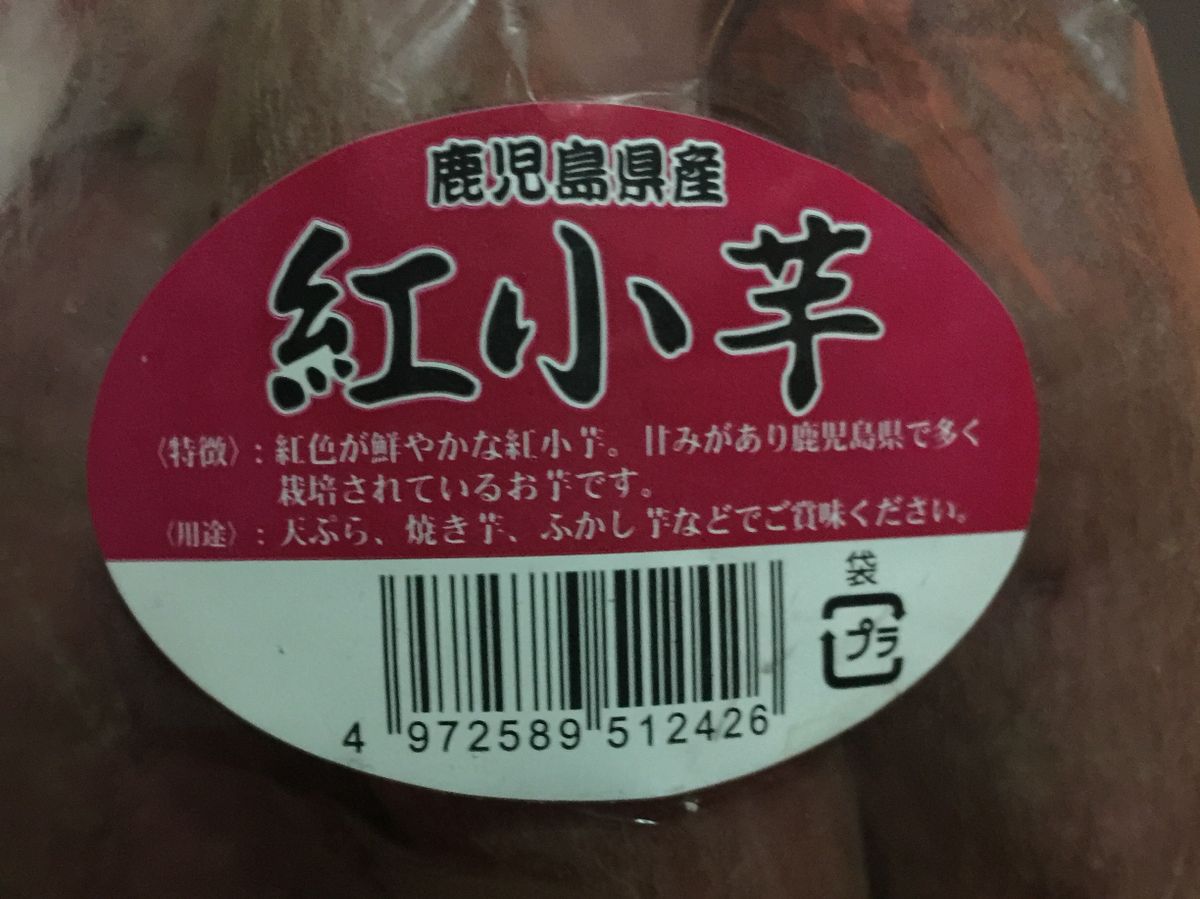 鹿児島県産
紅小芋
〈特徴〉:紅色が鮮やかな紅小芋。甘みがあり鹿児島県で多く
栽培されているお芋です。
〈用途〉:天ぷら、焼き芋、ふかし芋などでご賞味ください。
袋
プラ
4 972589 512426